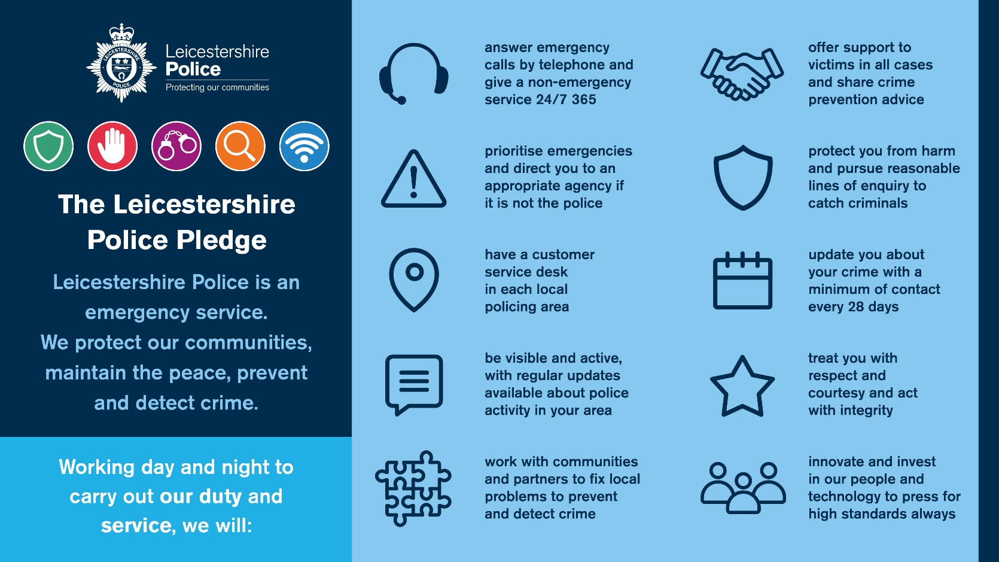 LEICESTERSHIRE
POLICE
Leicestershire
Police
Protecting our communities
The Leicestershire
Police Pledge
Leicestershire Police is an
emergency service.
We protect our communities,
maintain the peace, prevent
and detect crime.
Working day and night to
carry out our duty and
service, we will:
answer emergency
calls by telephone and
give a non-emergency
service 24/7 365
prioritise emergencies
and direct you to an
appropriate agency if
it is not the police
have a customer
service desk
in each local
policing area
be visible and active,
with regular updates
available about police
activity in your area
work with communities
and partners to fix local
problems to prevent
and detect crime
offer support to
victims in all cases
and share crime
prevention advice
protect you from harm
and pursue reasonable
lines of enquiry to
catch criminals
update you about
your crime with a
minimum of contact
every 28 days
treat you with
respect and
courtesy and act
with integrity
innovate and invest
in our people and
technology to press for
high standards always